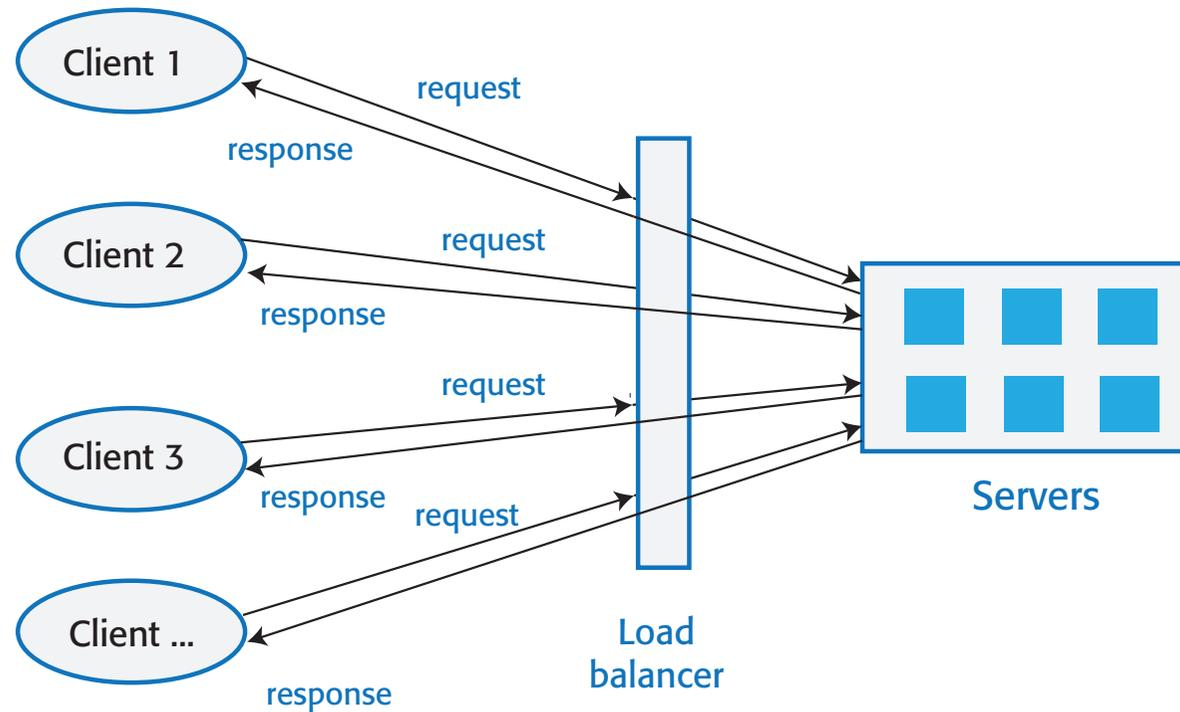 Client 1
request
response
Client 2
request
response
request
Client 3
response
request
Servers
Client ...
Load
balancer
response